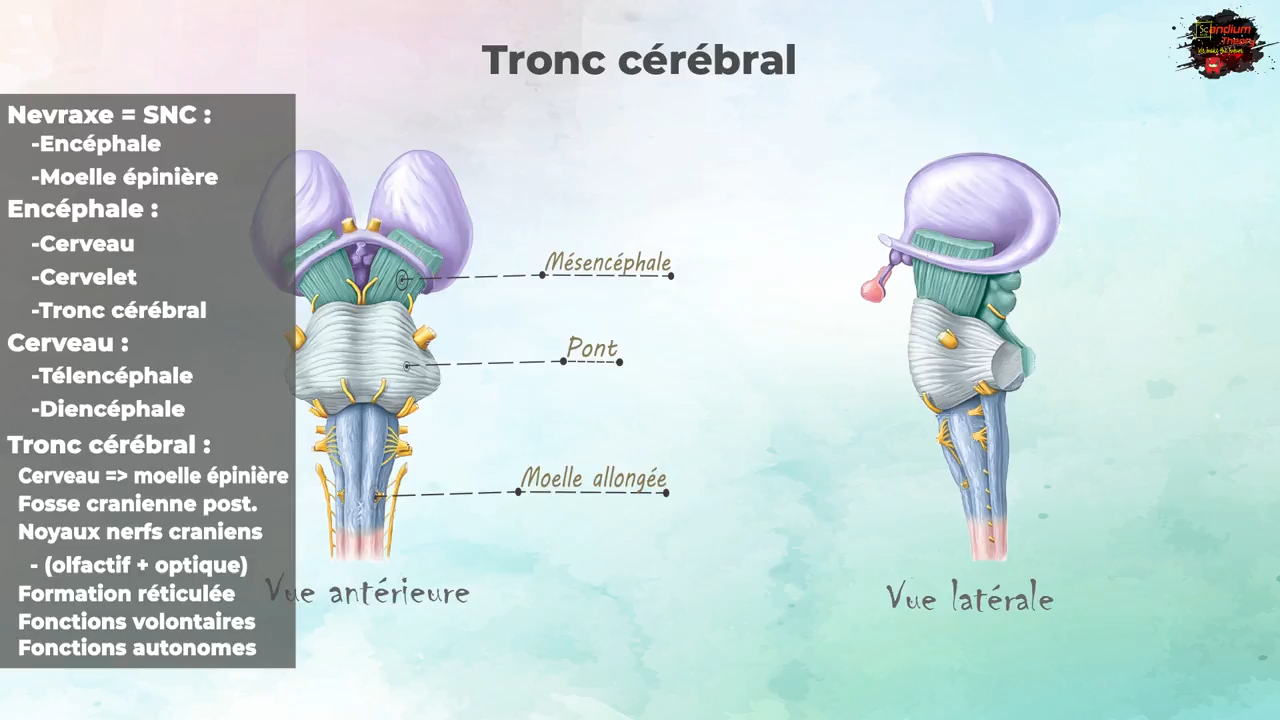 Tronc cérébral
Scandium
Theory
Nevraxe = SNC :
-Encéphale
-Moelle épinière
Encéphale :
-Cerveau
-Cervelet
-Tronc cérébral
Cerveau :
-Télencéphale
-Diencéphale
Tronc cérébral :
Cerveau => moelle épinière
Fosse cranienne post.
Noyaux nerfs craniens
- (olfactif + optique)
Formation réticulée
Fonctions volontaires
Fonctions autonomes
Mésencéphale
Pont
Moelle allongée
Vue antérieure
Vue latérale